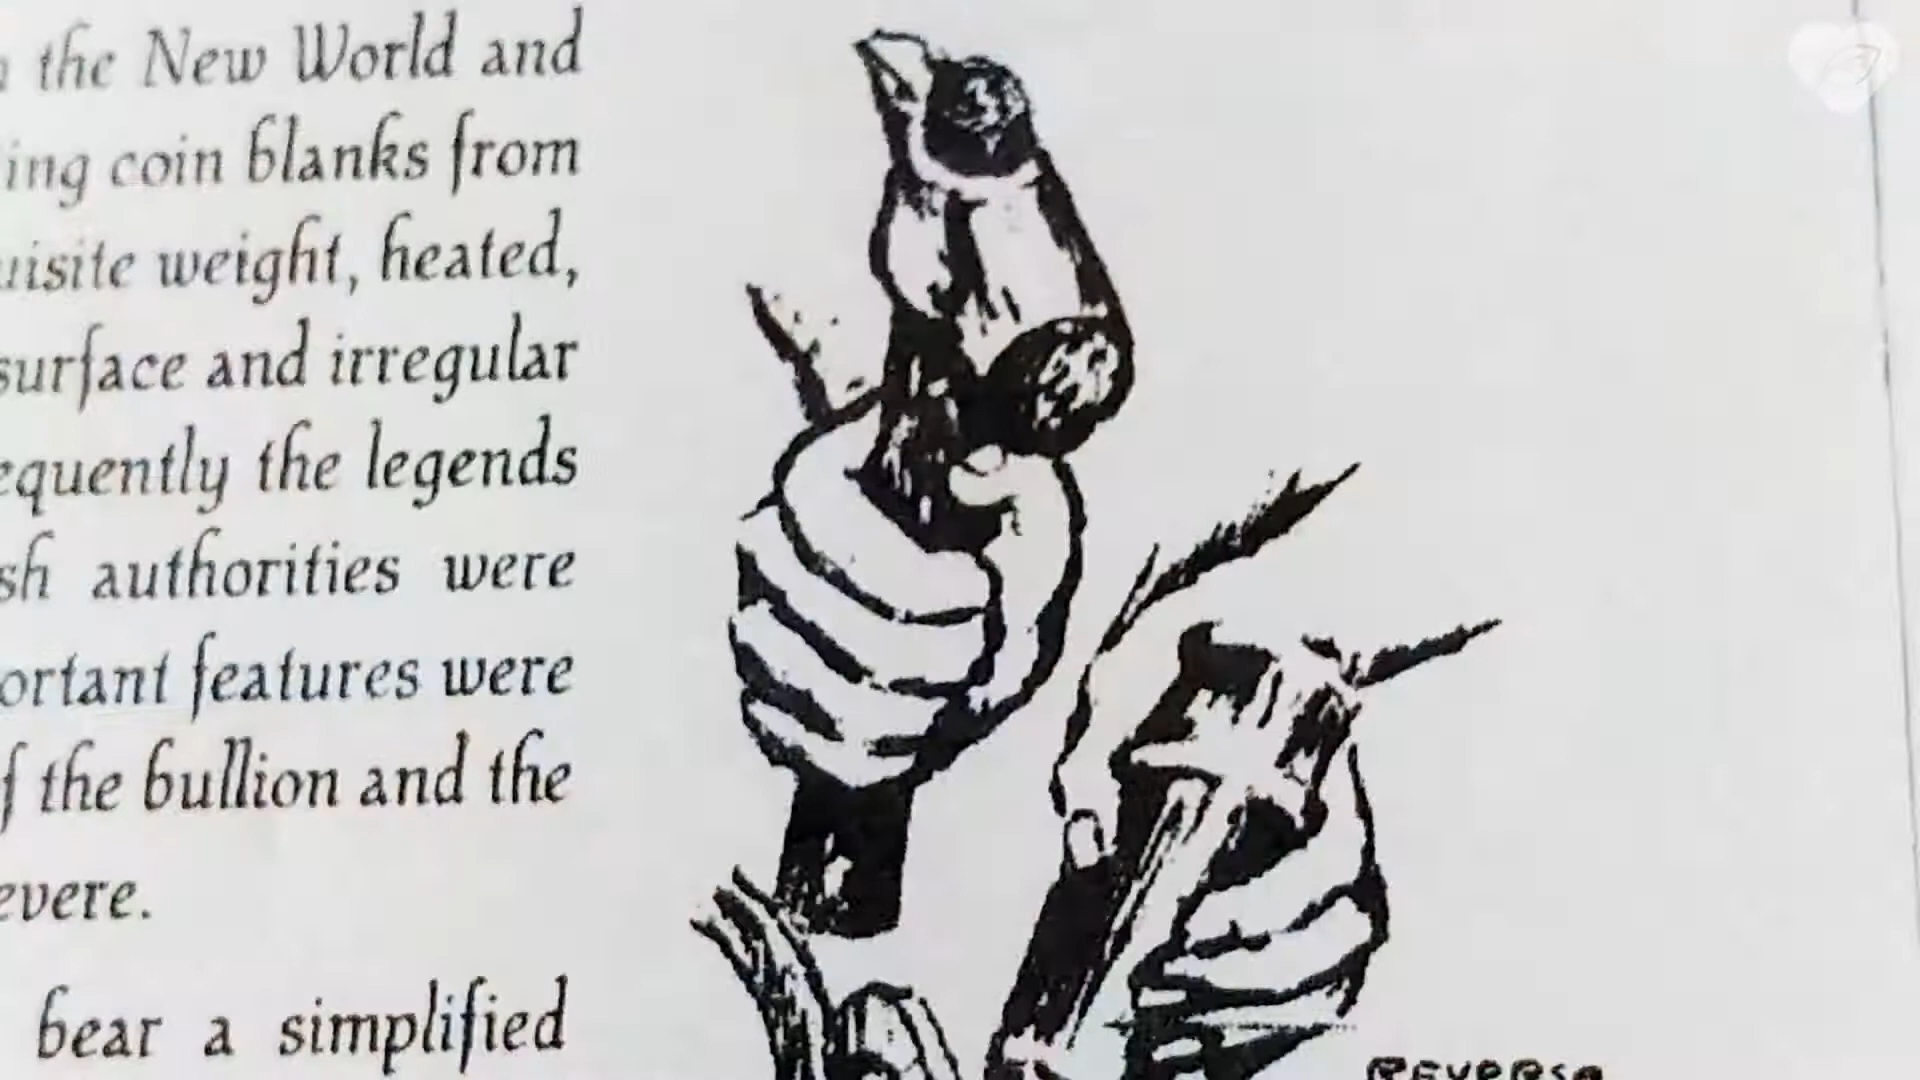 the New World and
ing coin blanks from
uisite weight, heated,
surface and irregular
equently the legends
sh authorities were
ortant features were
f the bullion and the
evere.
bear a simplified
REVERSO